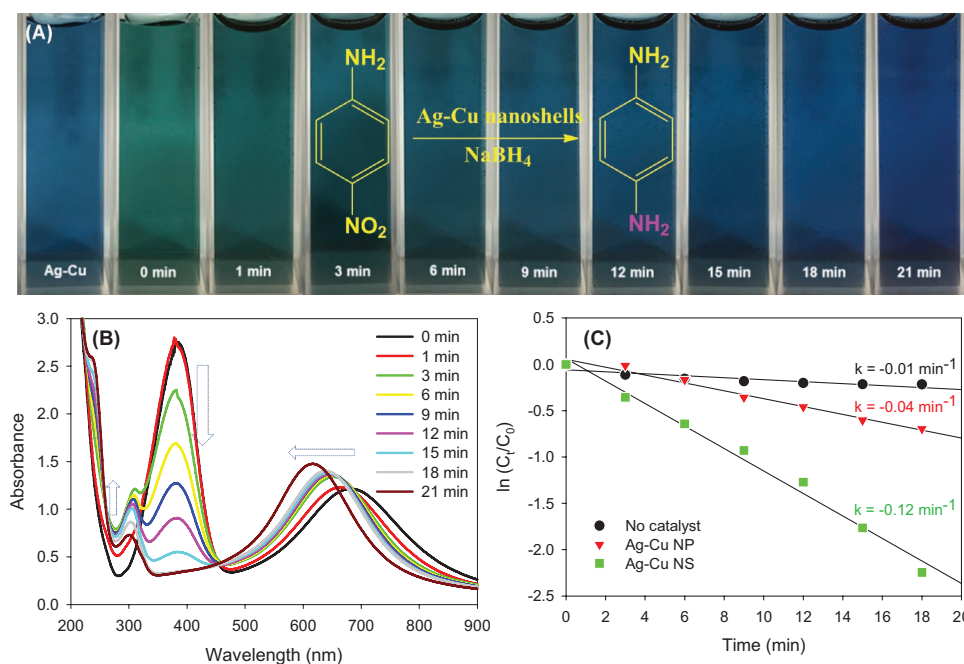 (A)
NH2
NO2
Ag-Cu nanoshells
NaBH4
NH2
NH2
Ag-Cu
0 min
1 min
3 min
6 min
9 min
12 min
15 min
18 min
21 min
(B)
Absorbance
3.0
2.5
2.0
1.5
1.0
0.5
0.0
200 300 400 500 600 700 800 900
Wavelength (nm)
0 min
1 min
3 min
6 min
9 min
12 min
15 min
18 min
21 min
(C)
ln (Ct/C0)
0.5
0.0
-0.5
-1.0
-1.5
-2.0
-2.5
0 2 4 6 8 10 12 14 16 18 20
Time (min)
k = -0.01 min-1
k = -0.04 min-1
k = -0.12 min-1
No catalyst
Ag-Cu NP
Ag-Cu NS